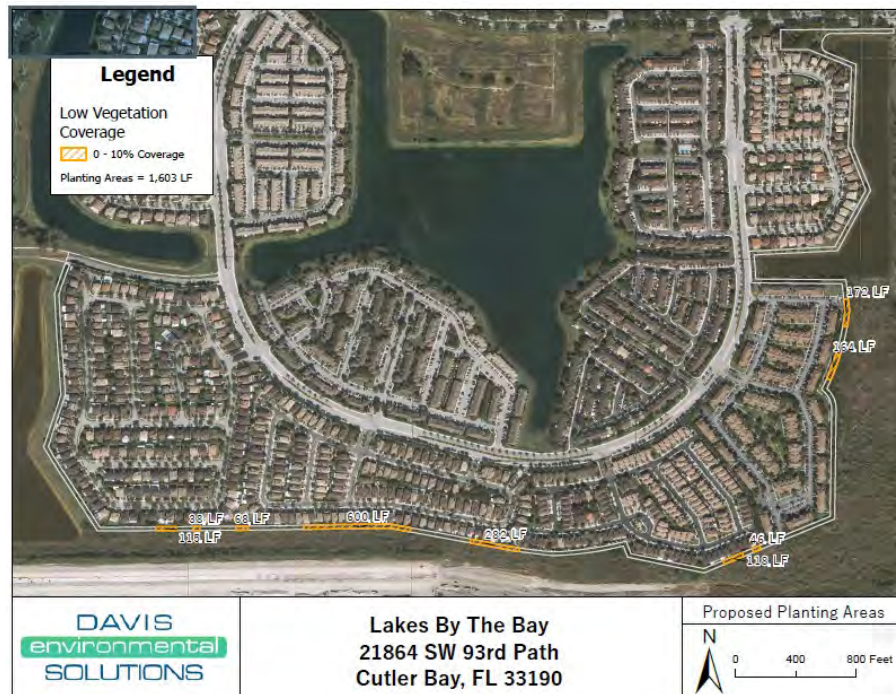 Legend
Low Vegetation
Coverage
0 - 10% Coverage
Planting Areas = 1,603 LF
172 LF
164 LF
38 LF
68 LF
600 LF
115 LF
282 LF
46 LF
118 LF
DAVIS
environmental
SOLUTIONS
Lakes By The Bay
21864 SW 93rd Path
Cutler Bay, FL 33190
Proposed Planting Areas
N
0 400 800 Feet